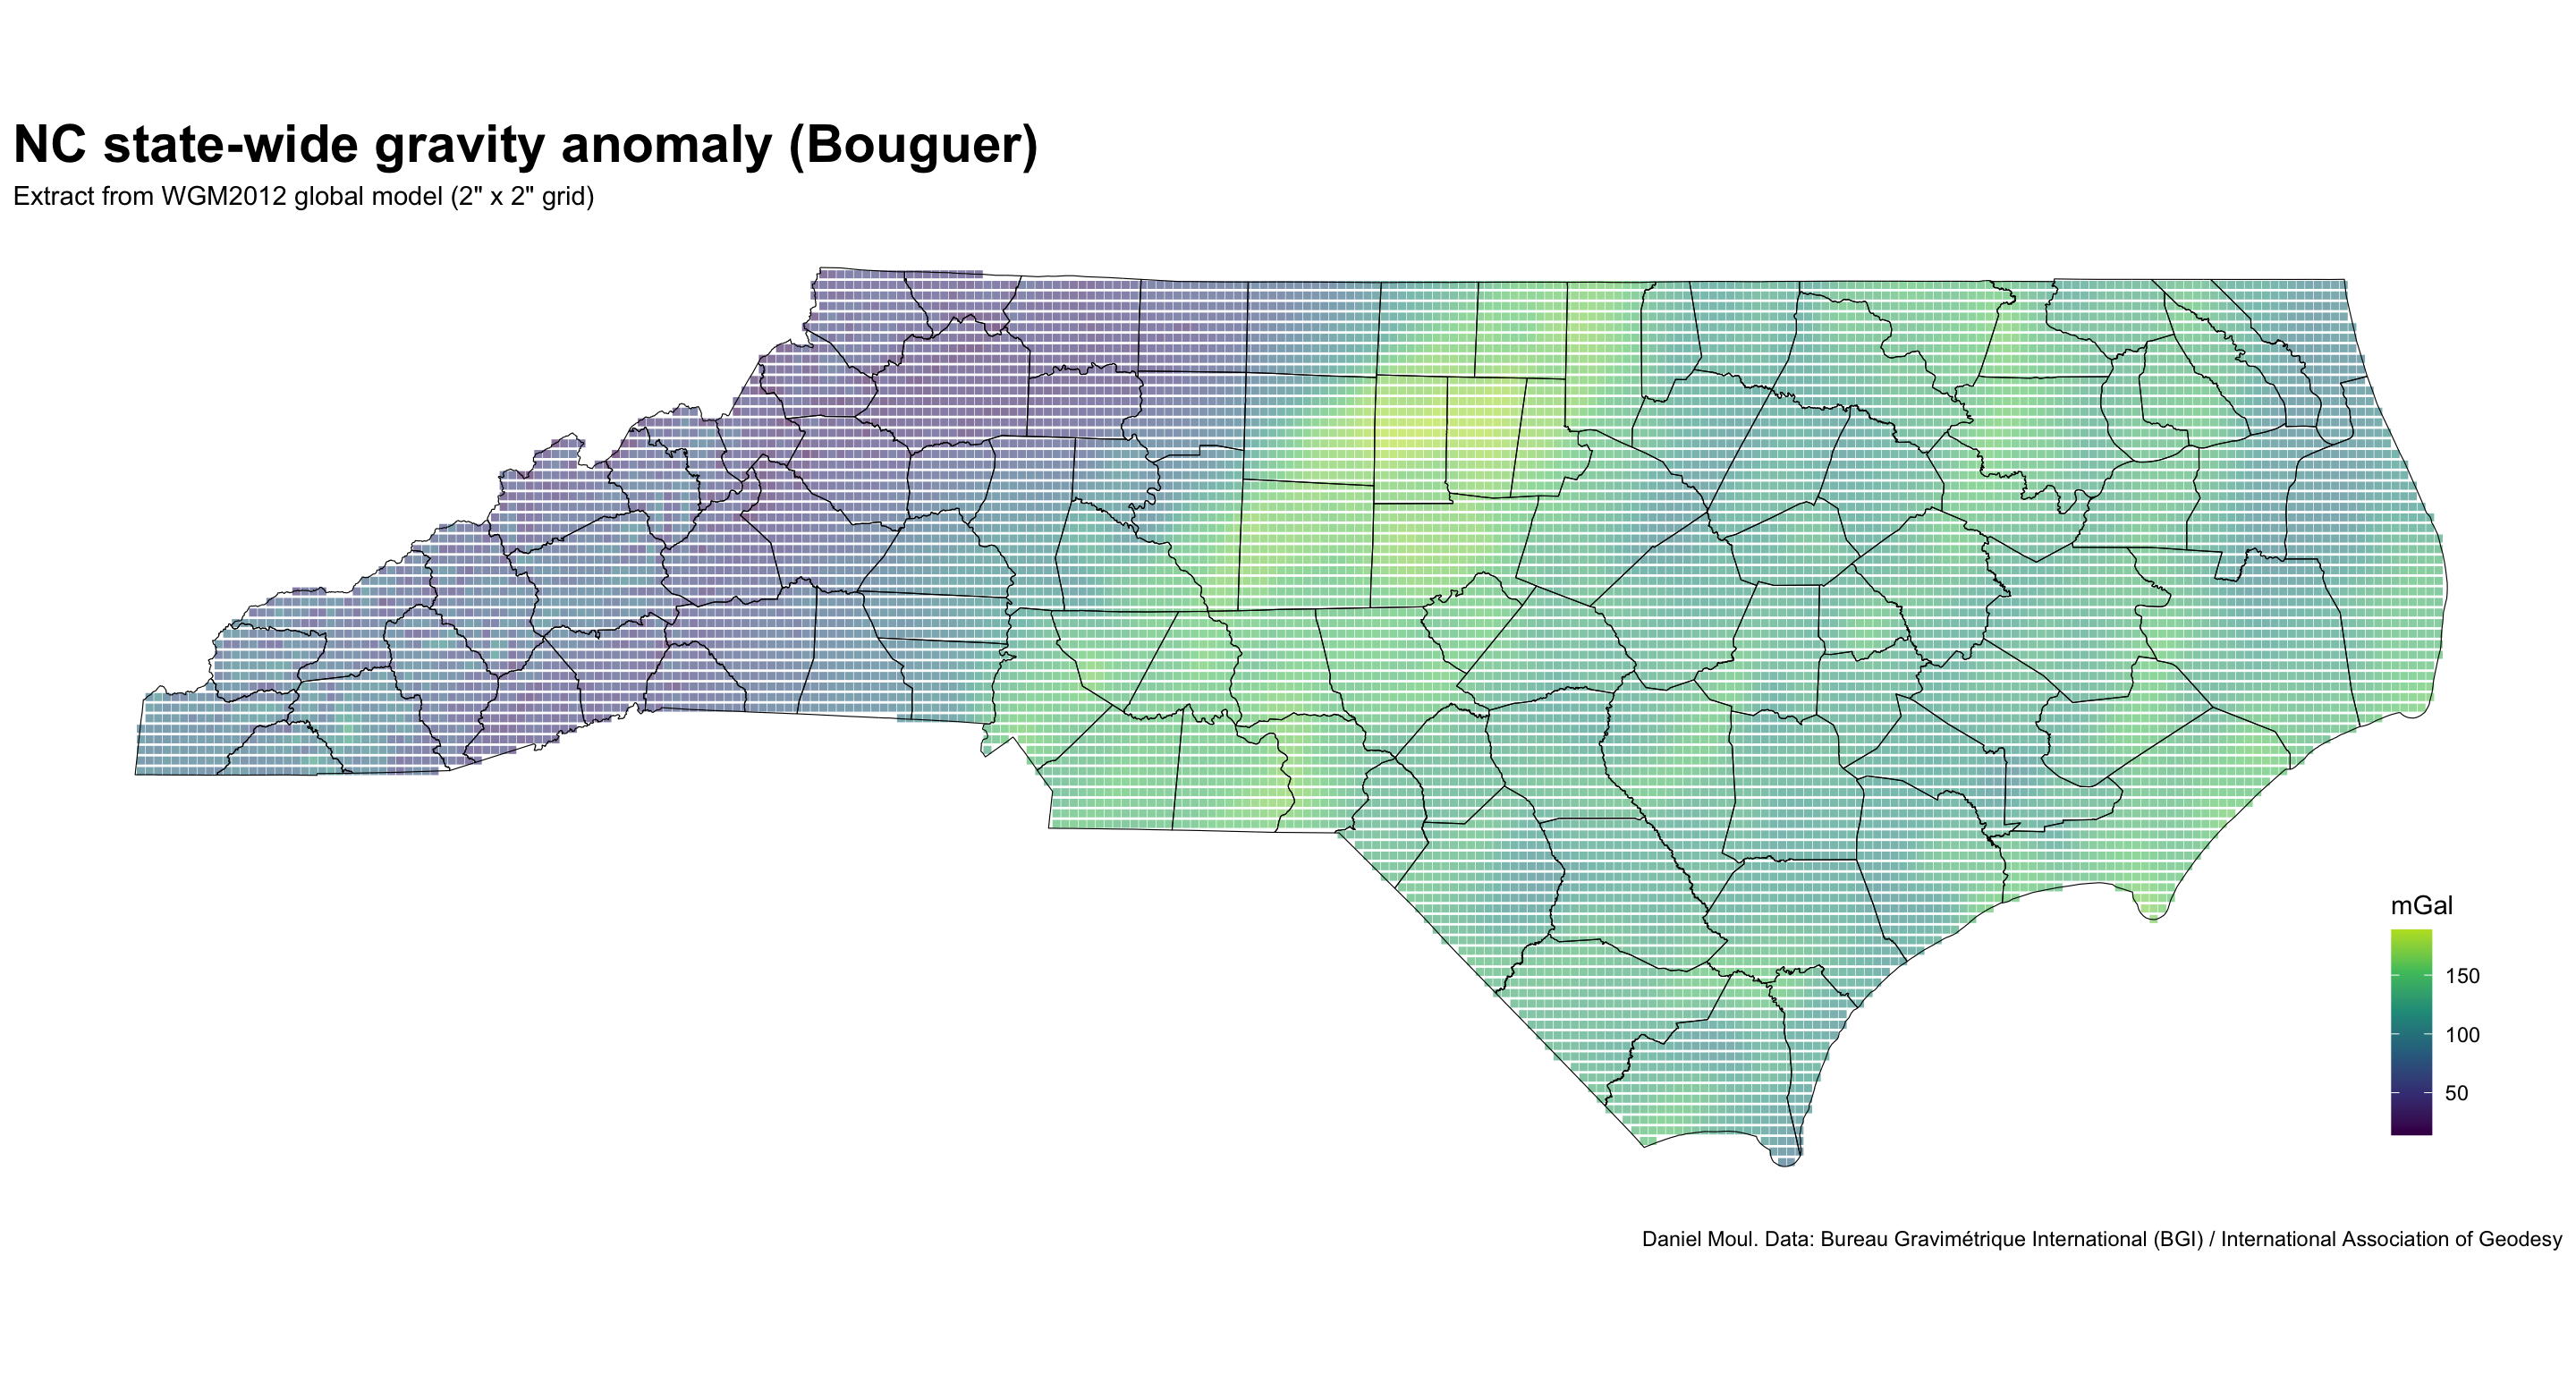 NC state-wide gravity anomaly (Bouguer)
Extract from WGM2012 global model (2" x 2" grid)
mGal
150
100
50
Daniel Moul. Data: Bureau Gravimétrique International (BGI) / International Association of Geodesy